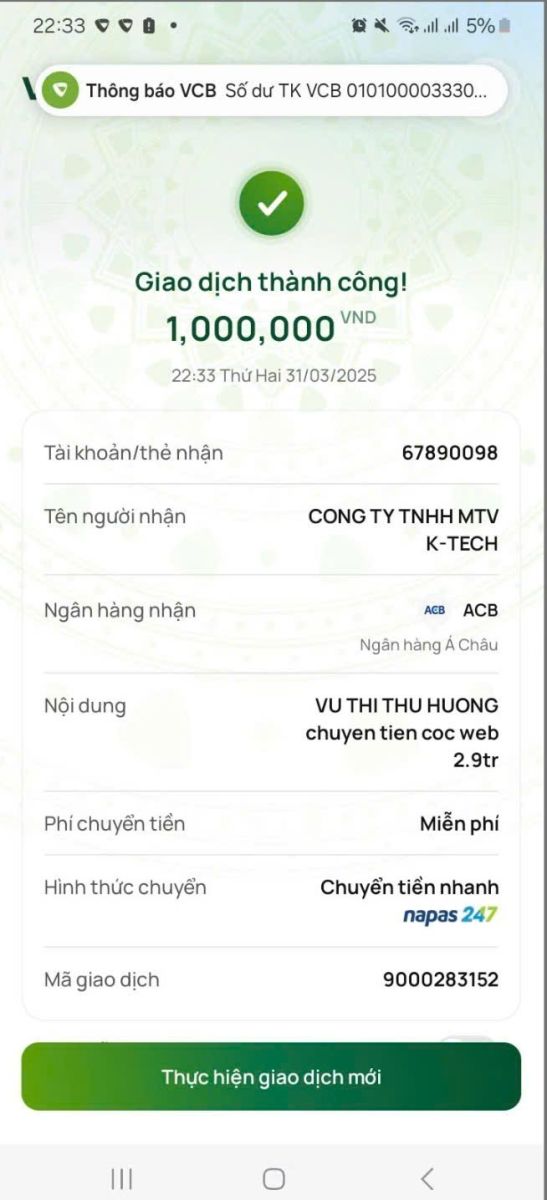 22:33
5%
Thông báo VCB Số dư TK VCB 010100003330...
Giao dịch thành công!
1,000,000 VND
22:33 Thứ Hai 31/03/2025
Tài khoản/thẻ nhận 67890098
Tên người nhận CONG TY TNHH MTV
K-TECH
Ngân hàng nhận ACB ACB
Ngân hàng Á Châu
Nội dung VU THI THU HUONG
chuyen tien coc web
2.9tr
Phí chuyển tiền Miễn phí
Hình thức chuyển Chuyển tiền nhanh
napas 247
Mã giao dịch 9000283152
Thực hiện giao dịch mới